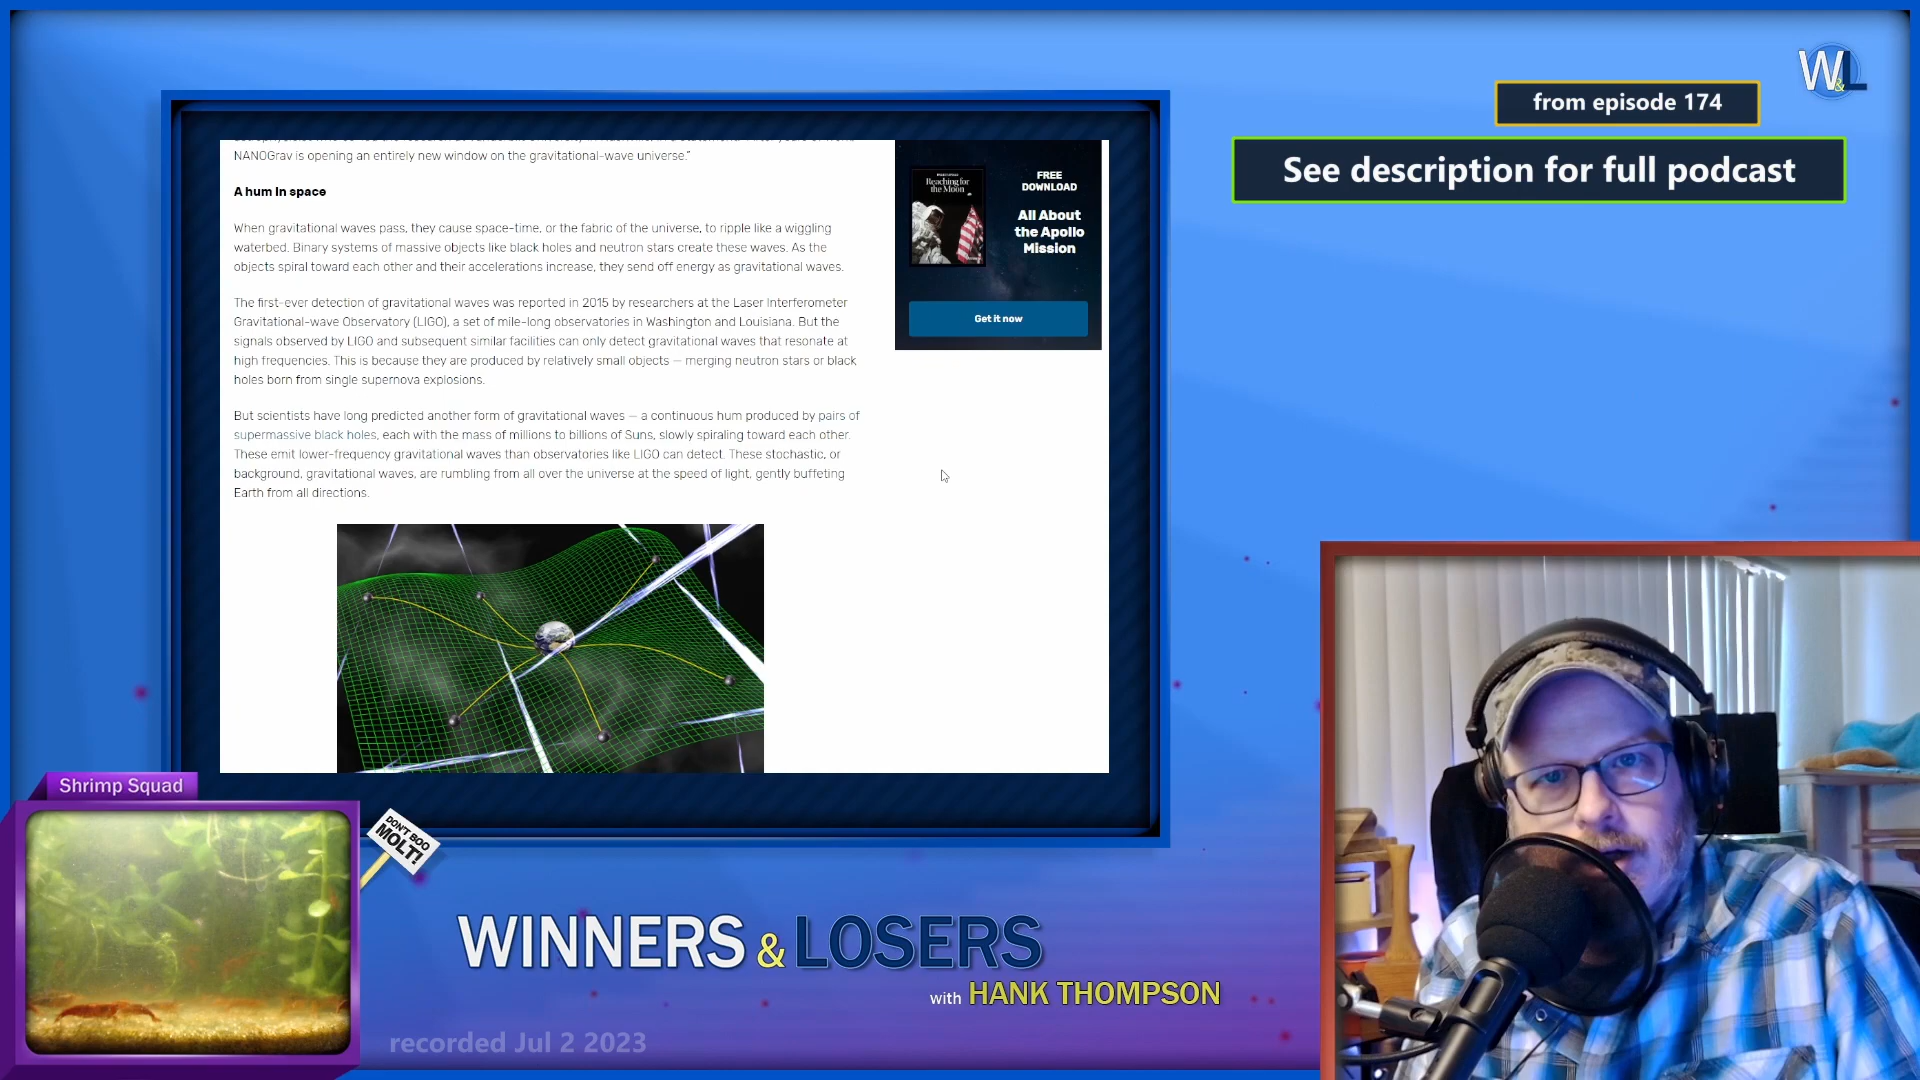 W&L
from episode 174
See description for full podcast
NANOGrav is opening an entirely new window on the gravitational-wave universe.”
A hum in space
When gravitational waves pass, they cause space-time, or the fabric of the universe, to ripple like a wiggling
waterbed. Binary systems of massive objects like black holes and neutron stars create these waves. As the
objects spiral toward each other and their accelerations increase, they send off energy as gravitational waves.
The first-ever detection of gravitational waves was reported in 2015 by researchers at the Laser Interferometer
Gravitational-wave Observatory (LIGO), a set of mile-long observatories in Washington and Louisiana. But the
signals observed by LIGO and subsequent similar facilities can only detect gravitational waves that resonate at
high frequencies. This is because they are produced by relatively small objects — merging neutron stars or black
holes born from single supernova explosions.
But scientists have long predicted another form of gravitational waves — a continuous hum produced by pairs of
supermassive black holes, each with the mass of millions to billions of Suns, slowly spiraling toward each other.
These emit lower-frequency gravitational waves than observatories like LIGO can detect. These stochastic, or
background, gravitational waves, are rumbling from all over the universe at the speed of light, gently buffeting
Earth from all directions.
Reaching for
the Moon
FREE
DOWNLOAD
All About
the Apollo
Mission
Get it now
Shrimp Squad
DON'T BOO
MOLT!
WINNERS & LOSERS
with HANK THOMPSON
recorded Jul 2 2023